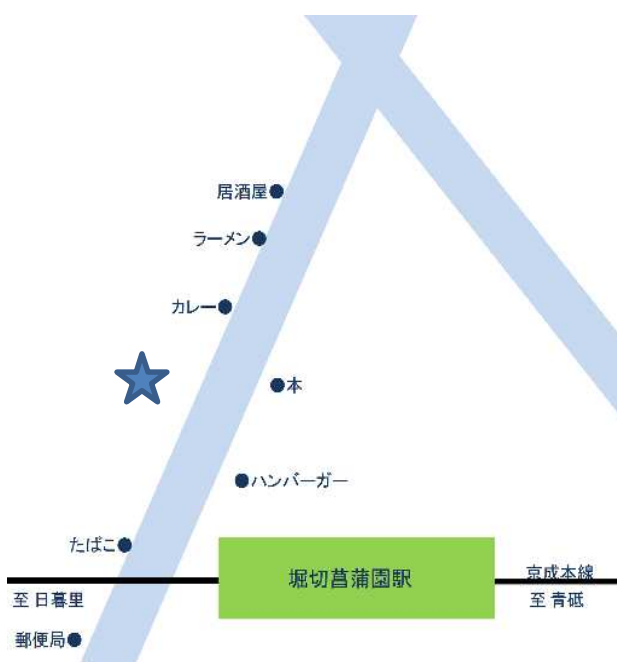 居酒屋
ラーメン
カレー
本
ハンバーガー
たばこ
堀切菖蒲園駅
京成本線
至 日暮里
至 青砥
郵便局